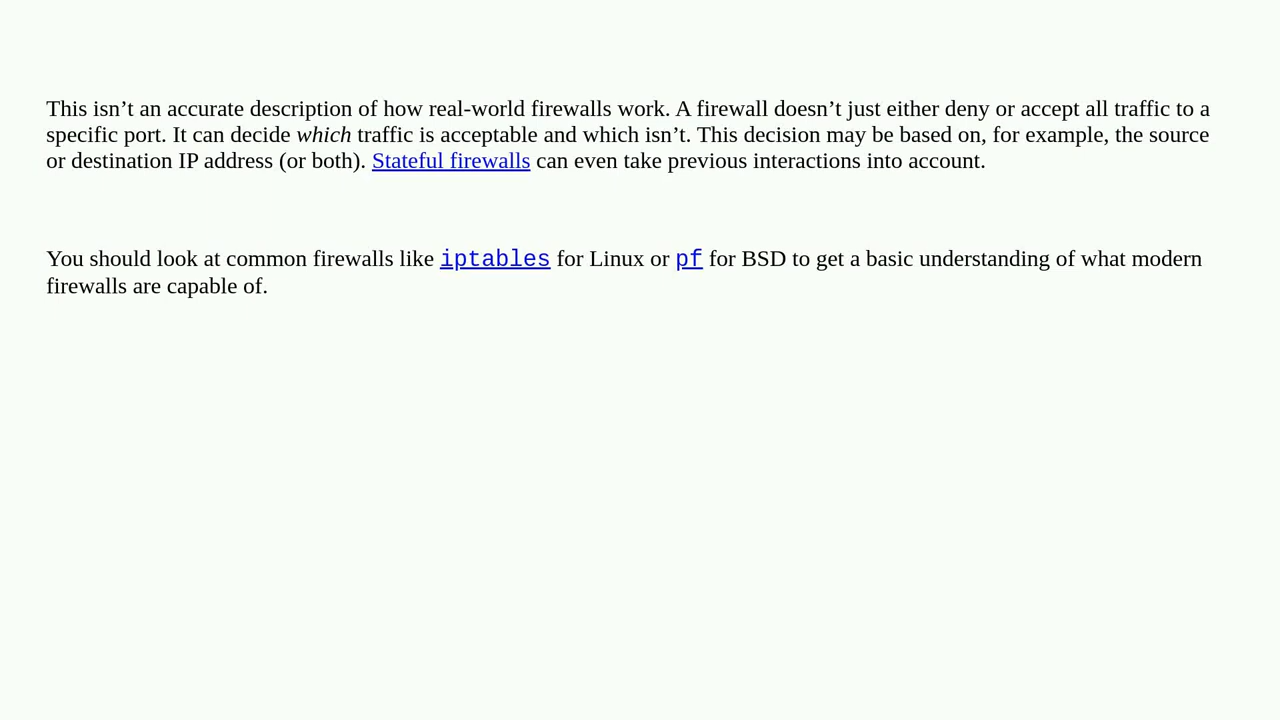 This isn’t an accurate description of how real-world firewalls work. A firewall doesn’t just either deny or accept all traffic to a
specific port. It can decide which traffic is acceptable and which isn’t. This decision may be based on, for example, the source
or destination IP address (or both). Stateful firewalls can even take previous interactions into account.
You should look at common firewalls like iptables for Linux or pf for BSD to get a basic understanding of what modern
firewalls are capable of.